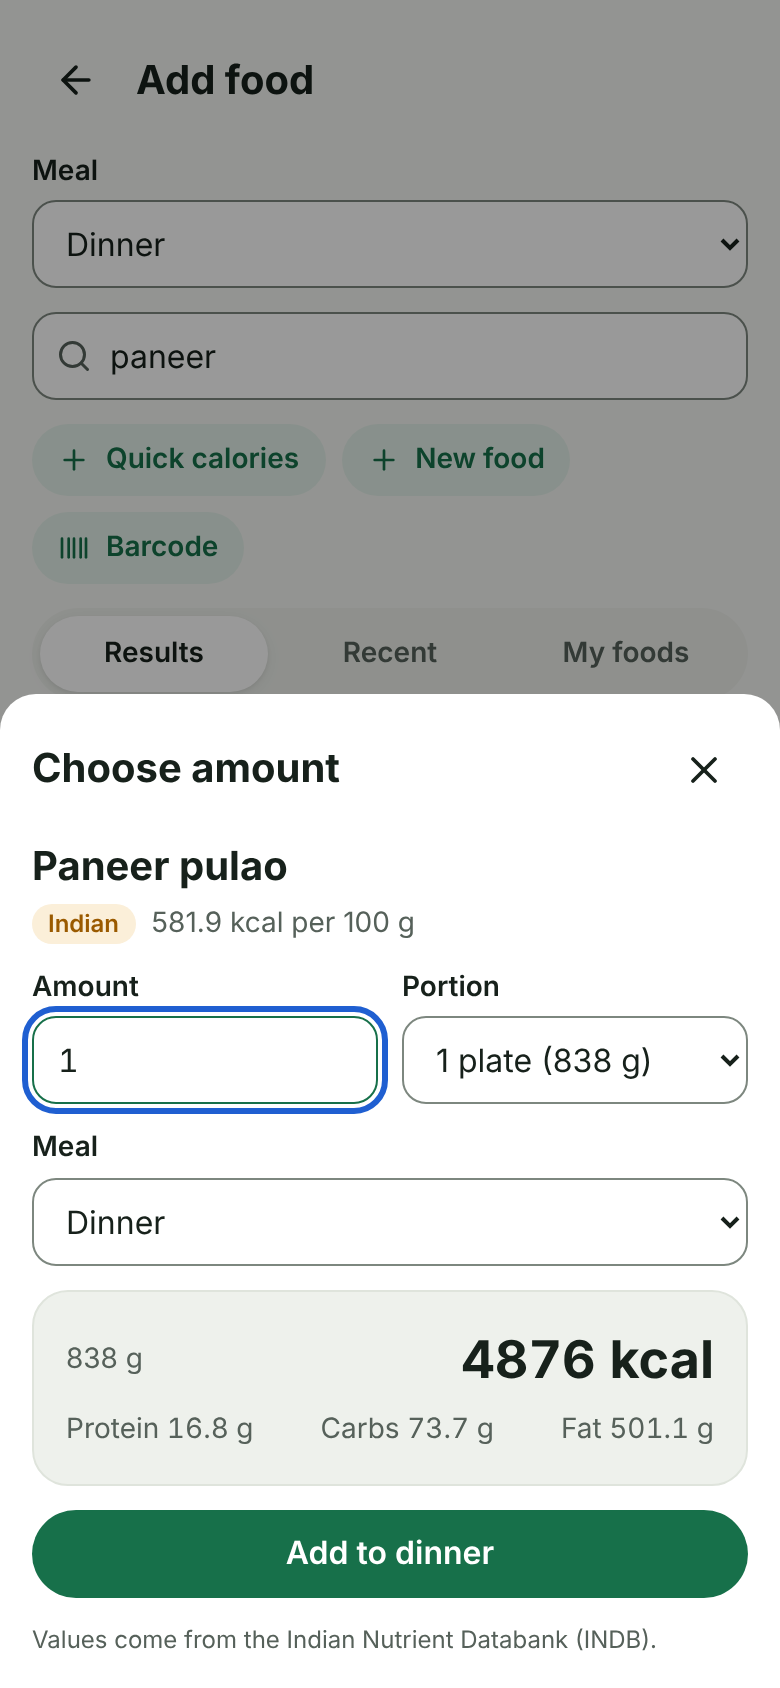 Add food
Meal
Dinner
paneer
Quick calories
New food
Barcode
Results
Recent
My foods
Choose amount
Paneer pulao
Indian 581.9 kcal per 100 g
Amount
Portion
1
1 plate (838 g)
Meal
Dinner
838 g
4876 kcal
Protein 16.8 g
Carbs 73.7 g
Fat 501.1 g
Add to dinner
Values come from the Indian Nutrient Databank (INDB).